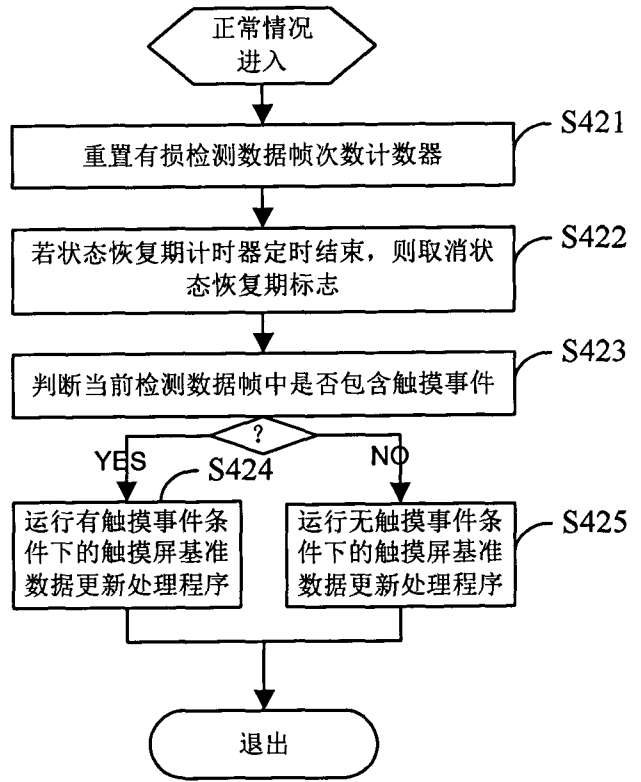 正常情况
进入
S421
重置有损检测数据帧次数计数器
S422
若状态恢复期计时器定时结束，则取消状
态恢复期标志
S423
判断当前检测数据帧中是否包含触摸事件
?
YES
NO
S424
运行有触摸事件条
件下的触摸屏基准
数据更新处理程序
S425
运行无触摸事件条
件下的触摸屏基准
数据更新处理程序
退出